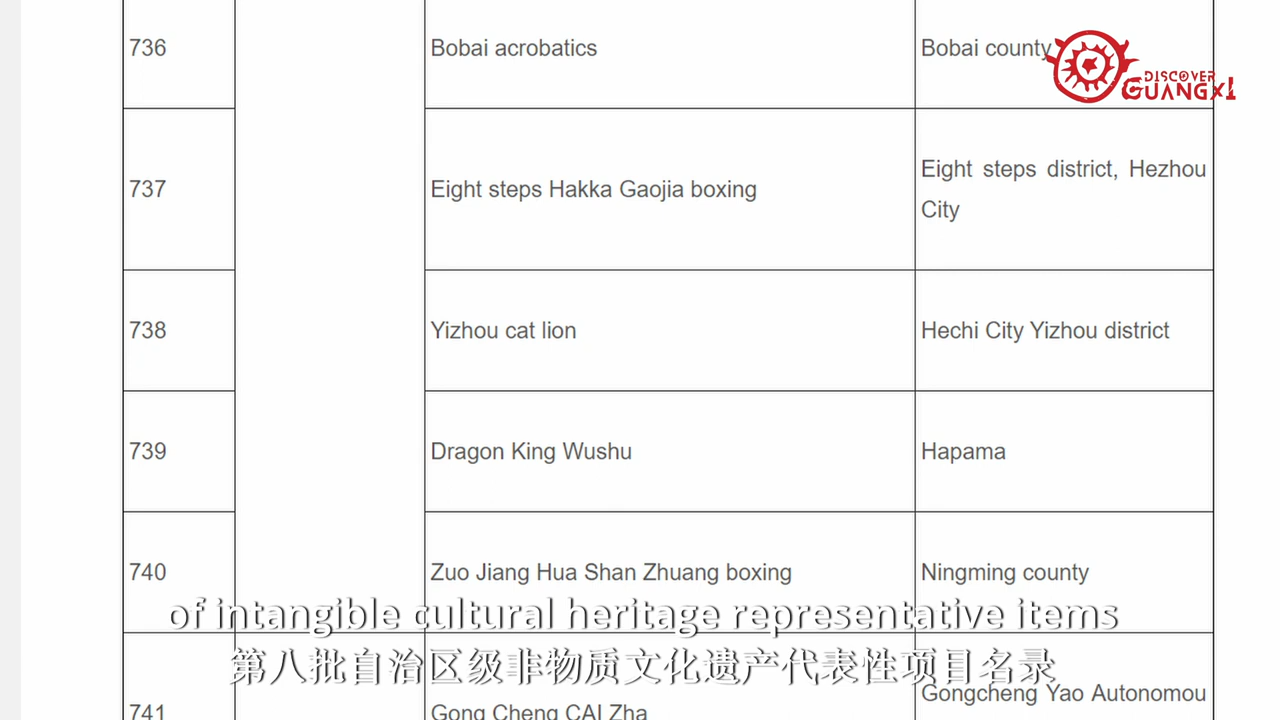 736 Bobai acrobatics Bobai county
DISCOVER
GUANGXI
737 Eight steps Hakka Gaojia boxing Eight steps district, Hezhou
City
738 Yizhou cat lion Hechi City Yizhou district
739 Dragon King Wushu Hapama
740 Zuo Jiang Hua Shan Zhuang boxing Ningming county
of intangible cultural heritage representative items
第八批自治区级非物质文化遗产代表性项目名录
Gongcheng Yao Autonomou
741 Gong Cheng CAI Zha